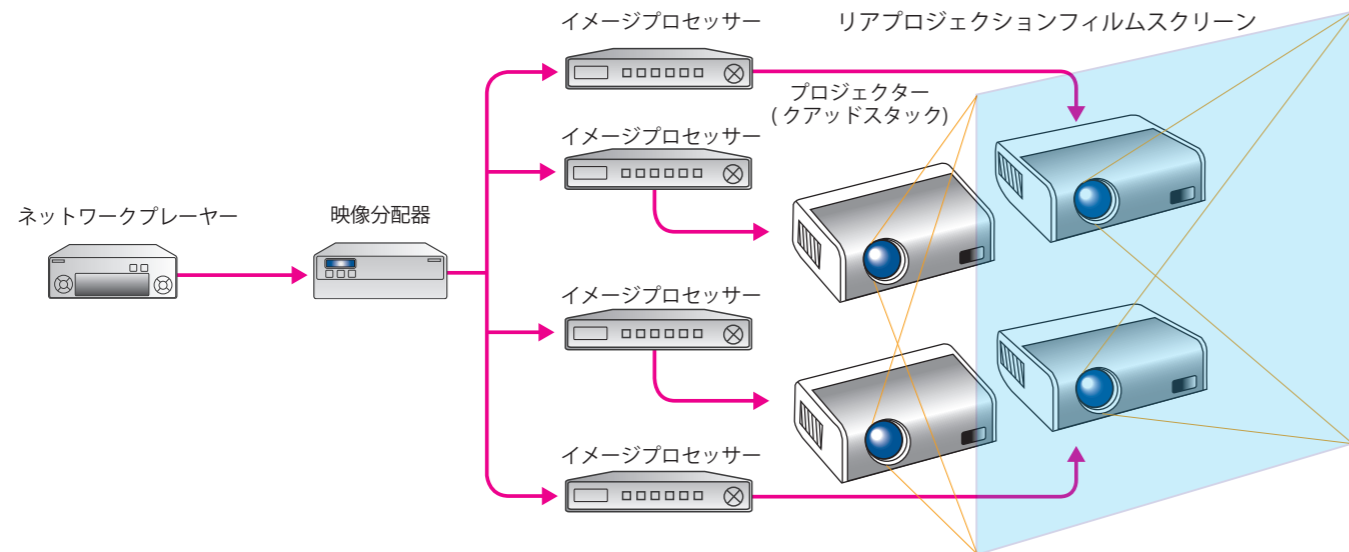 イメージプロセッサー
リアプロジェクションフィルムスクリーン
プロジェクター
( クアッドスタック)
イメージプロセッサー
ネットワークプレーヤー
映像分配器
イメージプロセッサー
イメージプロセッサー